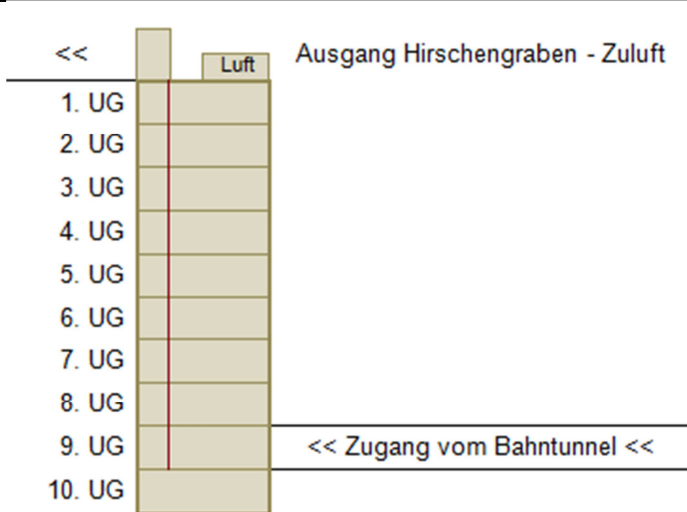 << Luft Ausgang Hirschengraben - Zuluft
1. UG
2. UG
3. UG
4. UG
5. UG
6. UG
7. UG
8. UG
9. UG << Zugang vom Bahntunnel <<
10. UG